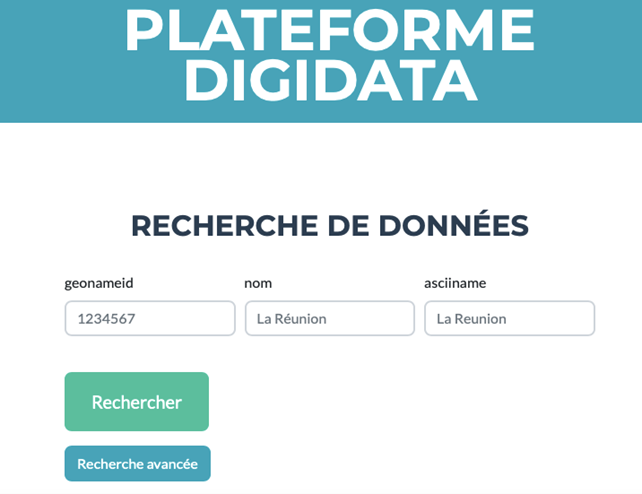 PLATEFORME
DIGIDATA
RECHERCHE DE DONNÉES
geonameid nom asciiname
1234567 La Réunion La Reunion
Rechercher
Recherche avancée